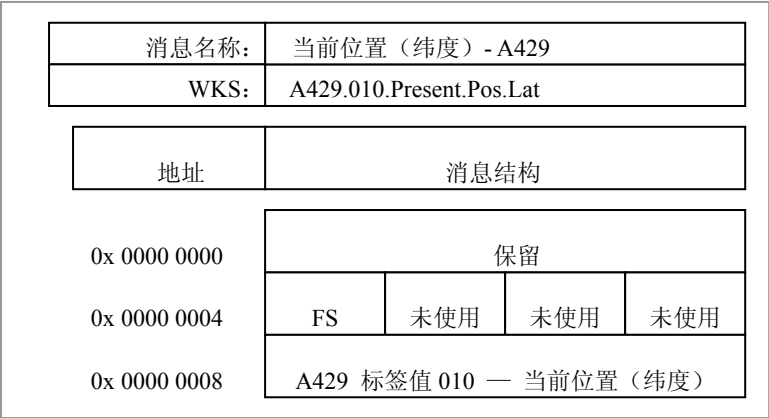 消息名称： 当前位置（纬度）- A429
WKS： A429.010.Present.Pos.Lat
地址 消息结构
0x 0000 0000 保留
0x 0000 0004 FS 未使用 未使用 未使用
0x 0000 0008 A429 标签值 010 — 当前位置（纬度）